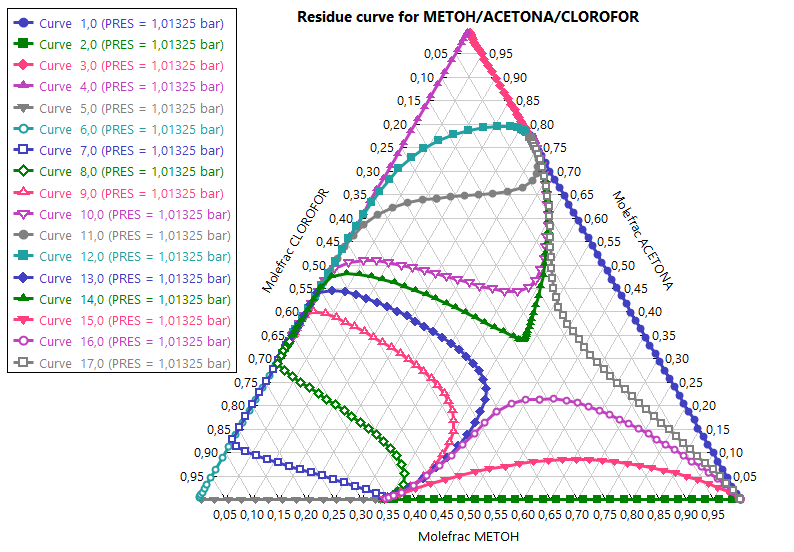 Residue curve for METOH/ACETONA/CLOROFOR
Curve 1,0 (PRES = 1,01325 bar)
Curve 2,0 (PRES = 1,01325 bar)
Curve 3,0 (PRES = 1,01325 bar)
Curve 4,0 (PRES = 1,01325 bar)
Curve 5,0 (PRES = 1,01325 bar)
Curve 6,0 (PRES = 1,01325 bar)
Curve 7,0 (PRES = 1,01325 bar)
Curve 8,0 (PRES = 1,01325 bar)
Curve 9,0 (PRES = 1,01325 bar)
Curve 10,0 (PRES = 1,01325 bar)
Curve 11,0 (PRES = 1,01325 bar)
Curve 12,0 (PRES = 1,01325 bar)
Curve 13,0 (PRES = 1,01325 bar)
Curve 14,0 (PRES = 1,01325 bar)
Curve 15,0 (PRES = 1,01325 bar)
Curve 16,0 (PRES = 1,01325 bar)
Curve 17,0 (PRES = 1,01325 bar)
0,05 0,95
0,10 0,90
0,15 0,85
0,20 0,80
0,25 0,75
0,30 0,70
0,35 0,65
0,40 0,60
0,45 0,55
0,50 0,50
0,55 0,45
0,60 0,40
0,65 0,35
0,70 0,30
0,75 0,25
0,80 0,20
0,85 0,15
0,90 0,10
0,95 0,05
Molefrac CLOROFOR
Molefrac ACETONA
0,05 0,10 0,15 0,20 0,25 0,30 0,35 0,40 0,45 0,50 0,55 0,60 0,65 0,70 0,75 0,80 0,85 0,90 0,95
Molefrac METOH